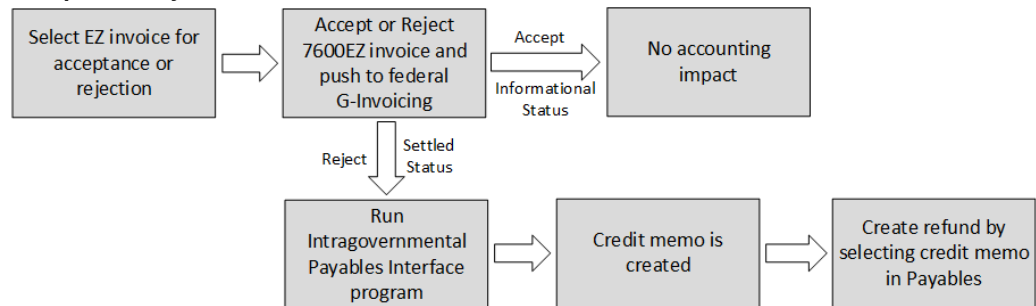 Select EZ invoice for
acceptance or
rejection
Accept or Reject
7600EZ invoice and
push to federal
G-Invoicing
Accept
Informational
Status
No accounting
impact
Reject
Settled
Status
Run
Intragovernmental
Payables Interface
program
Credit memo is
created
Create refund by
selecting credit memo
in Payables